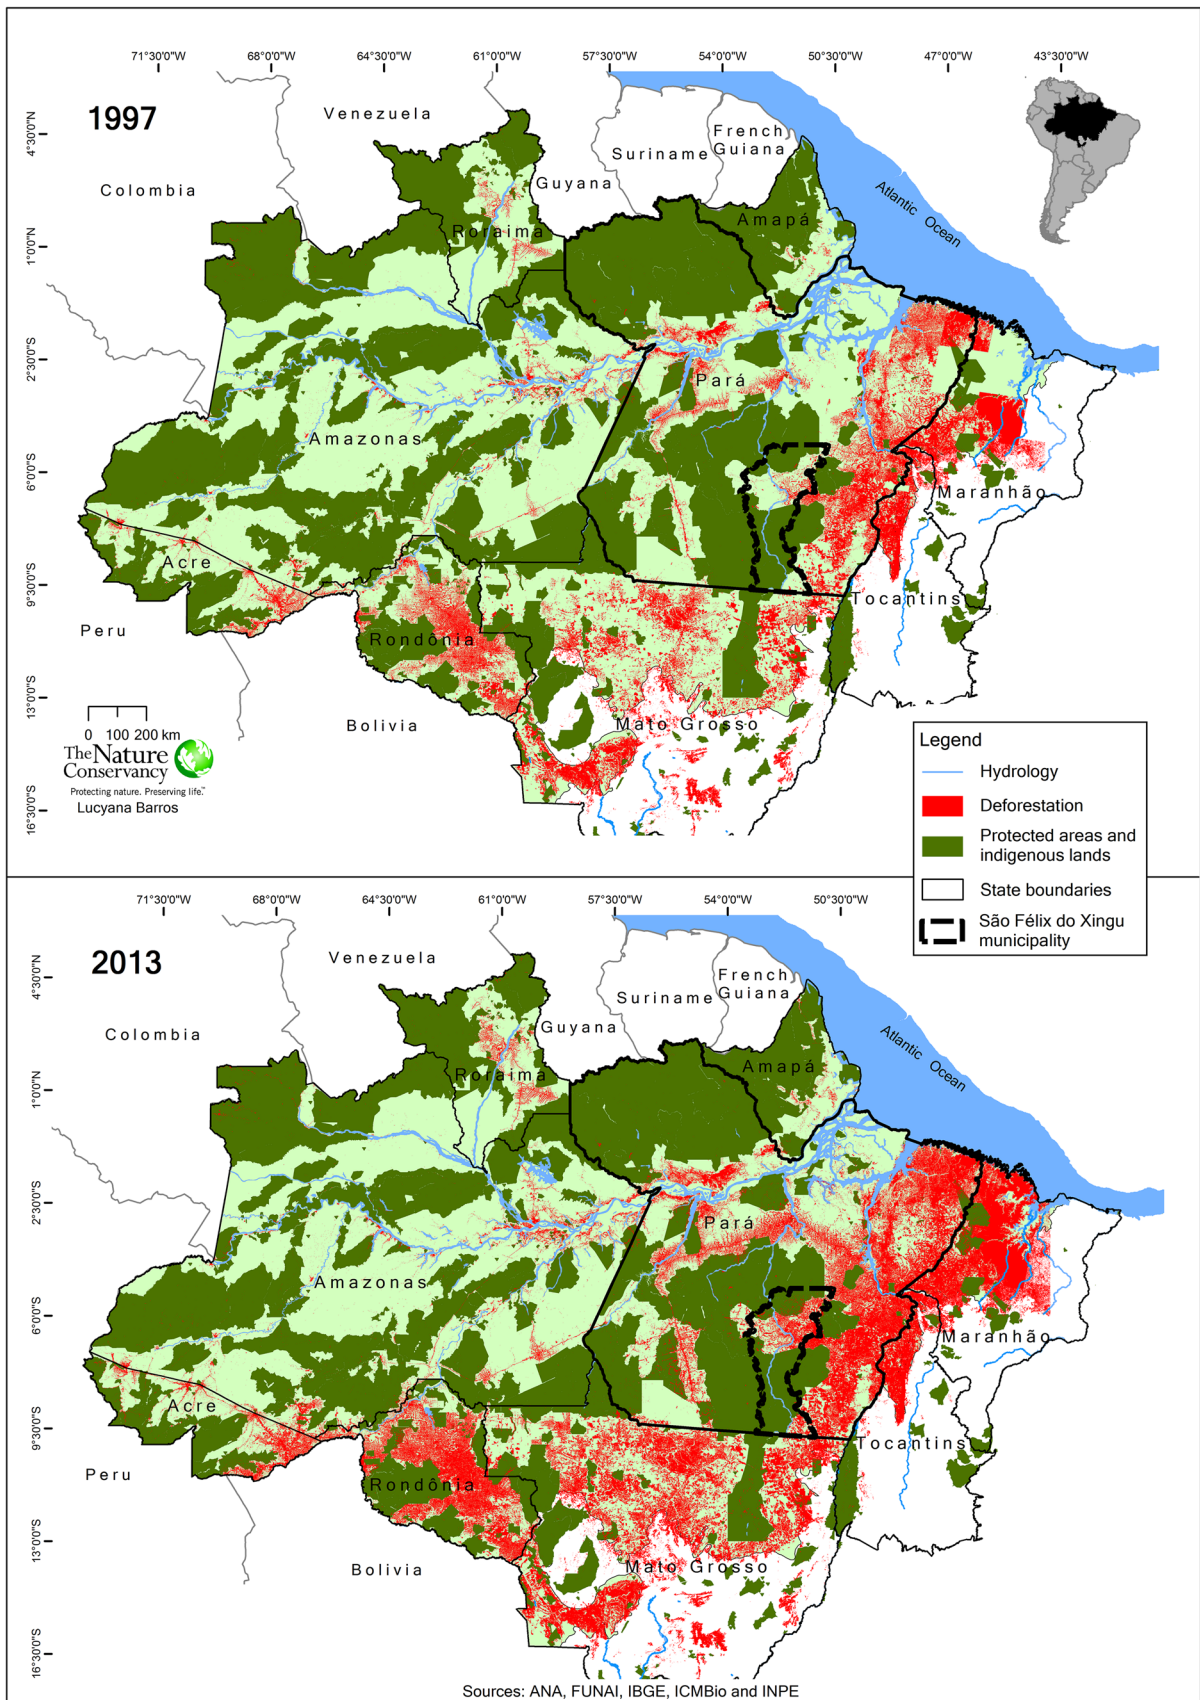 71°30'0"W 68°0'0"W 64°30'0"W 61°0'0"W 57°30'0"W 54°0'0"W 50°30'0"W 47°0'0"W 43°30'0"W
1997
4°30'0"N
1°0'0"N
2°30'0"S
6°0'0"S
9°30'0"S
13°0'0"S
16°30'0"S
Venezuela
Colombia
French
Guiana
Suriname
Guyana
Atlantic Ocean
Amapá
Roraima
Pará
Amazonas
Maranhão
Acre
Tocantins
Peru
Rondônia
Bolivia
Mato Grosso
0 100 200 km
The Nature
Conservancy
Protecting nature. Preserving life.™
Lucyana Barros
Legend
Hydrology
Deforestation
Protected areas and
indigenous lands
State boundaries
São Félix do Xingu
municipality
71°30'0"W 68°0'0"W 64°30'0"W 61°0'0"W 57°30'0"W 54°0'0"W 50°30'0"W
2013
4°30'0"N
1°0'0"N
2°30'0"S
6°0'0"S
9°30'0"S
13°0'0"S
16°30'0"S
Venezuela
Colombia
French
Guiana
Suriname
Guyana
Atlantic Ocean
Amapá
Roraima
Pará
Amazonas
Maranhão
Acre
Tocantins
Peru
Rondônia
Bolivia
Mato Grosso
Sources: ANA, FUNAI, IBGE, ICMBio and INPE